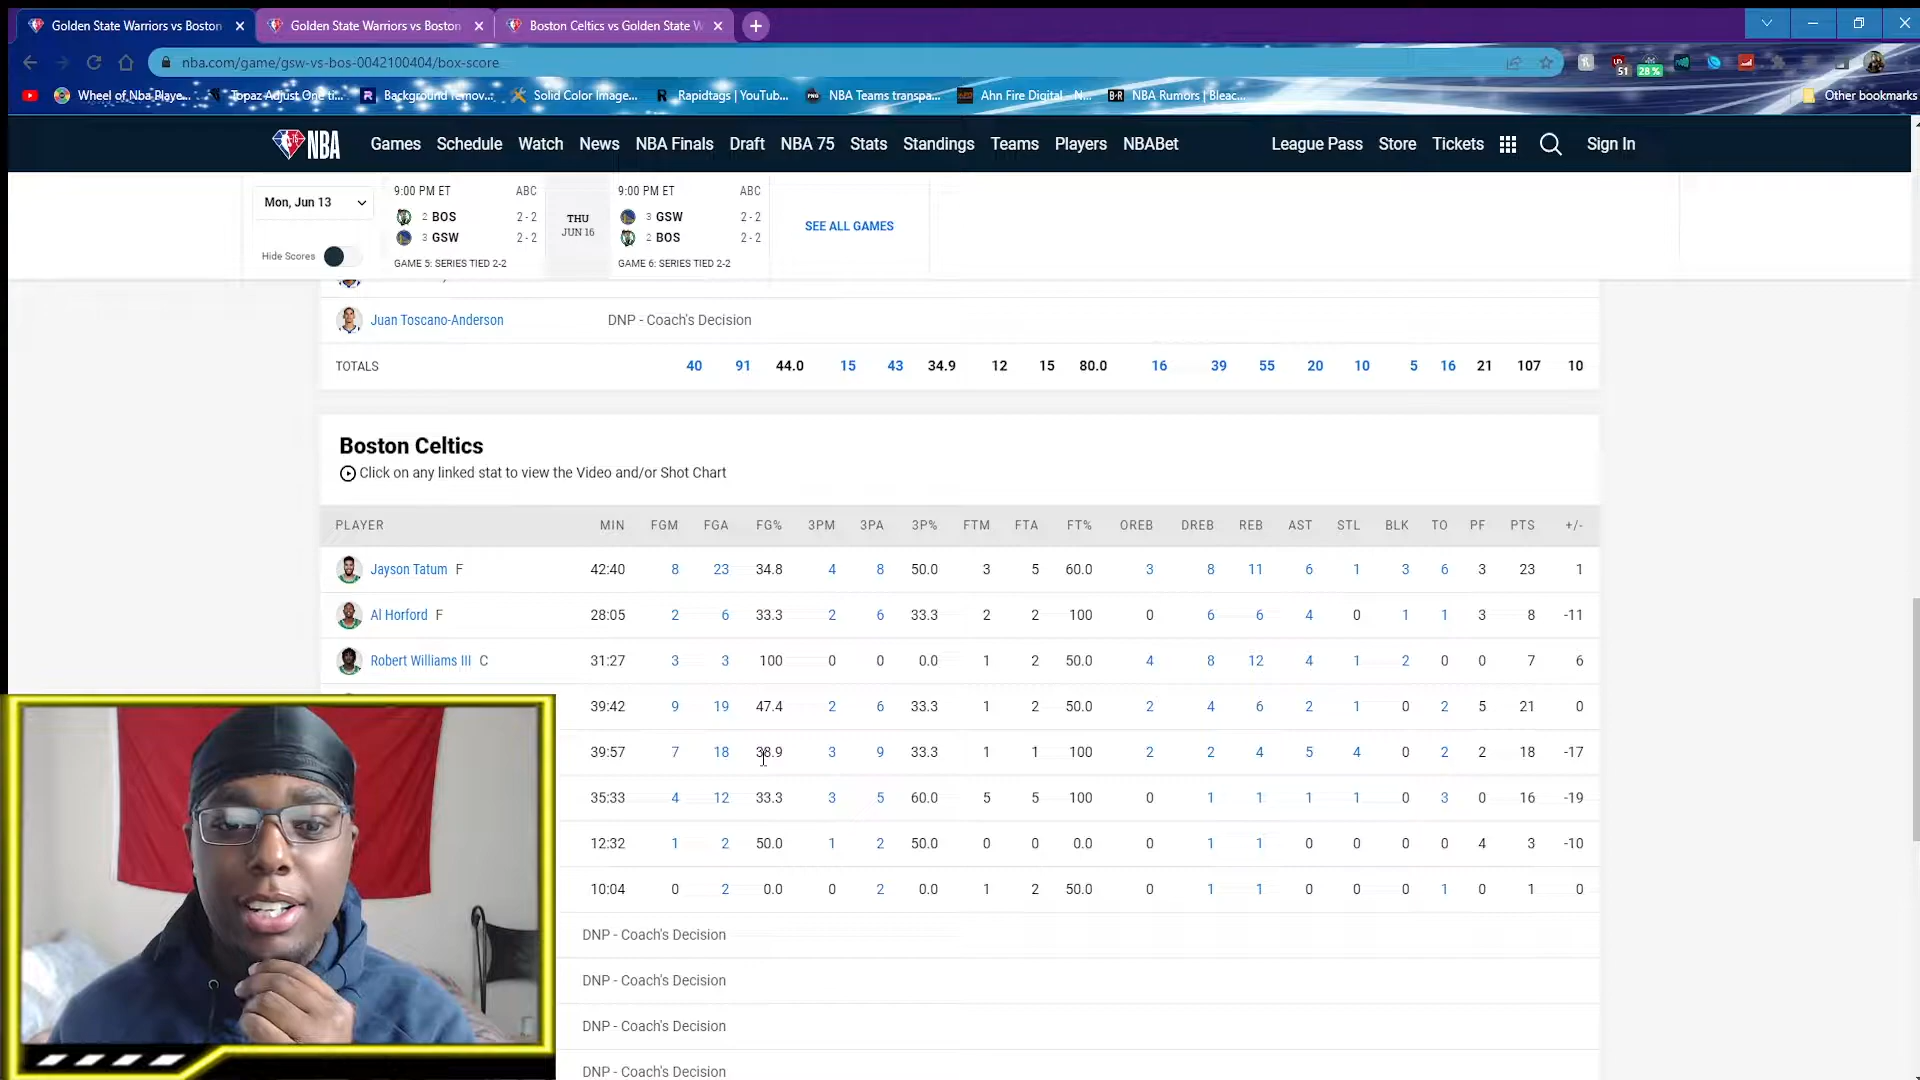 Golden State Warriors vs Boston
Golden State Warriors vs Boston
Boston Celtics vs Golden State W
nba.com/game/gsw-vs-bos-0042100404/box-score
51
28%
Wheel of Nba Playe...
Topaz Adjust One ti...
Background remov...
Solid Color Image...
Rapidtags | YouTub...
NBA Teams transpa...
Ahn Fire Digital - N...
NBA Rumors | Bleac...
Other bookmarks
NBA
Games
Schedule
Watch
News
NBA Finals
Draft
NBA 75
Stats
Standings
Teams
Players
NBABet
League Pass
Store
Tickets
Sign In
Mon, Jun 13
Hide Scores
9:00 PM ET ABC
2 BOS 2-2
3 GSW 2-2
GAME 5: SERIES TIED 2-2
THU
JUN 16
9:00 PM ET ABC
3 GSW 2-2
2 BOS 2-2
GAME 6: SERIES TIED 2-2
SEE ALL GAMES
Juan Toscano-Anderson DNP - Coach's Decision
TOTALS 40 91 44.0 15 43 34.9 12 15 80.0 16 39 55 20 10 5 16 21 107 10
Boston Celtics
Click on any linked stat to view the Video and/or Shot Chart
PLAYER MIN FGM FGA FG% 3PM 3PA 3P% FTM FTA FT% OREB DREB REB AST STL BLK TO PF PTS +/-
Jayson Tatum F 42:40 8 23 34.8 4 8 50.0 3 5 60.0 3 8 11 6 1 3 6 3 23 1
Al Horford F 28:05 2 6 33.3 2 6 33.3 2 2 100 0 6 6 4 0 1 1 3 8 -11
Robert Williams III C 31:27 3 3 100 0 0 0.0 1 2 50.0 4 8 12 4 1 2 0 0 7 6
39:42 9 19 47.4 2 6 33.3 1 2 50.0 2 4 6 2 1 0 2 5 21 0
39:57 7 18 38.9 3 9 33.3 1 1 100 2 2 4 5 4 0 2 2 18 -17
35:33 4 12 33.3 3 5 60.0 5 5 100 0 1 1 1 1 0 3 0 16 -19
12:32 1 2 50.0 1 2 50.0 0 0 0.0 0 1 1 0 0 0 0 4 3 -10
10:04 0 2 0.0 0 2 0.0 1 2 50.0 0 1 1 0 0 0 1 0 1 0
DNP - Coach's Decision
DNP - Coach's Decision
DNP - Coach's Decision
DNP - Coach's Decision